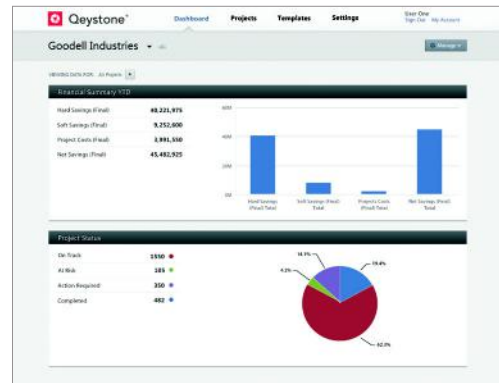 Qeystone
Dashboard Projects Templates Settings
User One
Sign Out My Account
Goodell Industries
Manage
VIEWING DATA FOR: All Projects
Financial Summary YTD
Hard Savings (Final) 40,221,975
Soft Savings (Final) 9,252,600
Project Costs (Final) 3,991,550
Net Savings (Final) 45,482,925
60M
40M
20M
0M
Hard Savings (Final) Total
Soft Savings (Final) Total
Projects Costs (Final) Total
Net Savings (Final) Total
Project Status
On Track 1550
At Risk 105
Action Required 350
Completed 482